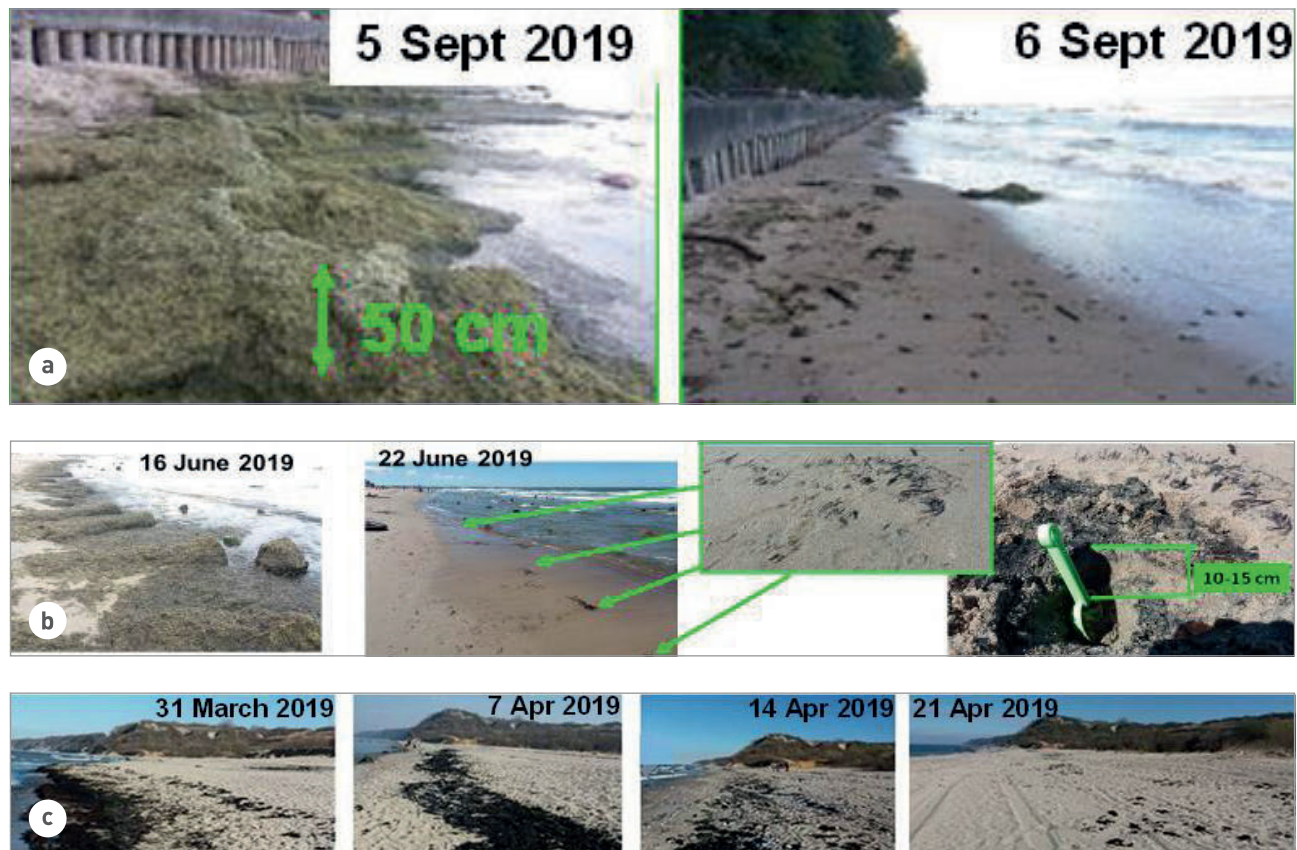 5 Sept 2019
6 Sept 2019
50 cm
a
16 June 2019
22 June 2019
10-15 cm
b
31 March 2019
7 Apr 2019
14 Apr 2019
21 Apr 2019
c